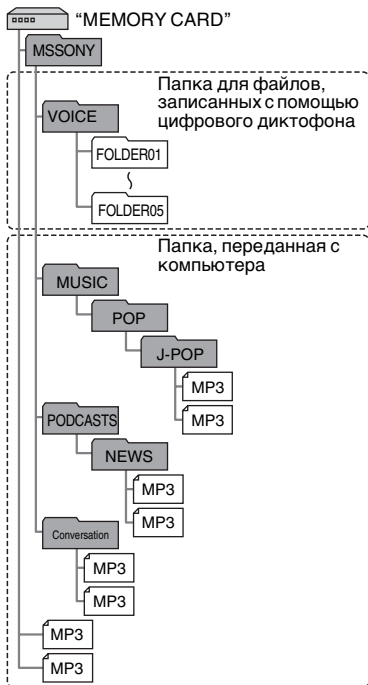 “MEMORY CARD”
MSSONY
Папка для файлов,
записанных с помощью
цифрового диктофона
VOICE
FOLDER01
FOLDER05
Папка, переданная с
компьютера
MUSIC
POP
J-POP
MP3
MP3
PODCASTS
NEWS
MP3
MP3
Conversation
MP3
MP3
MP3
MP3